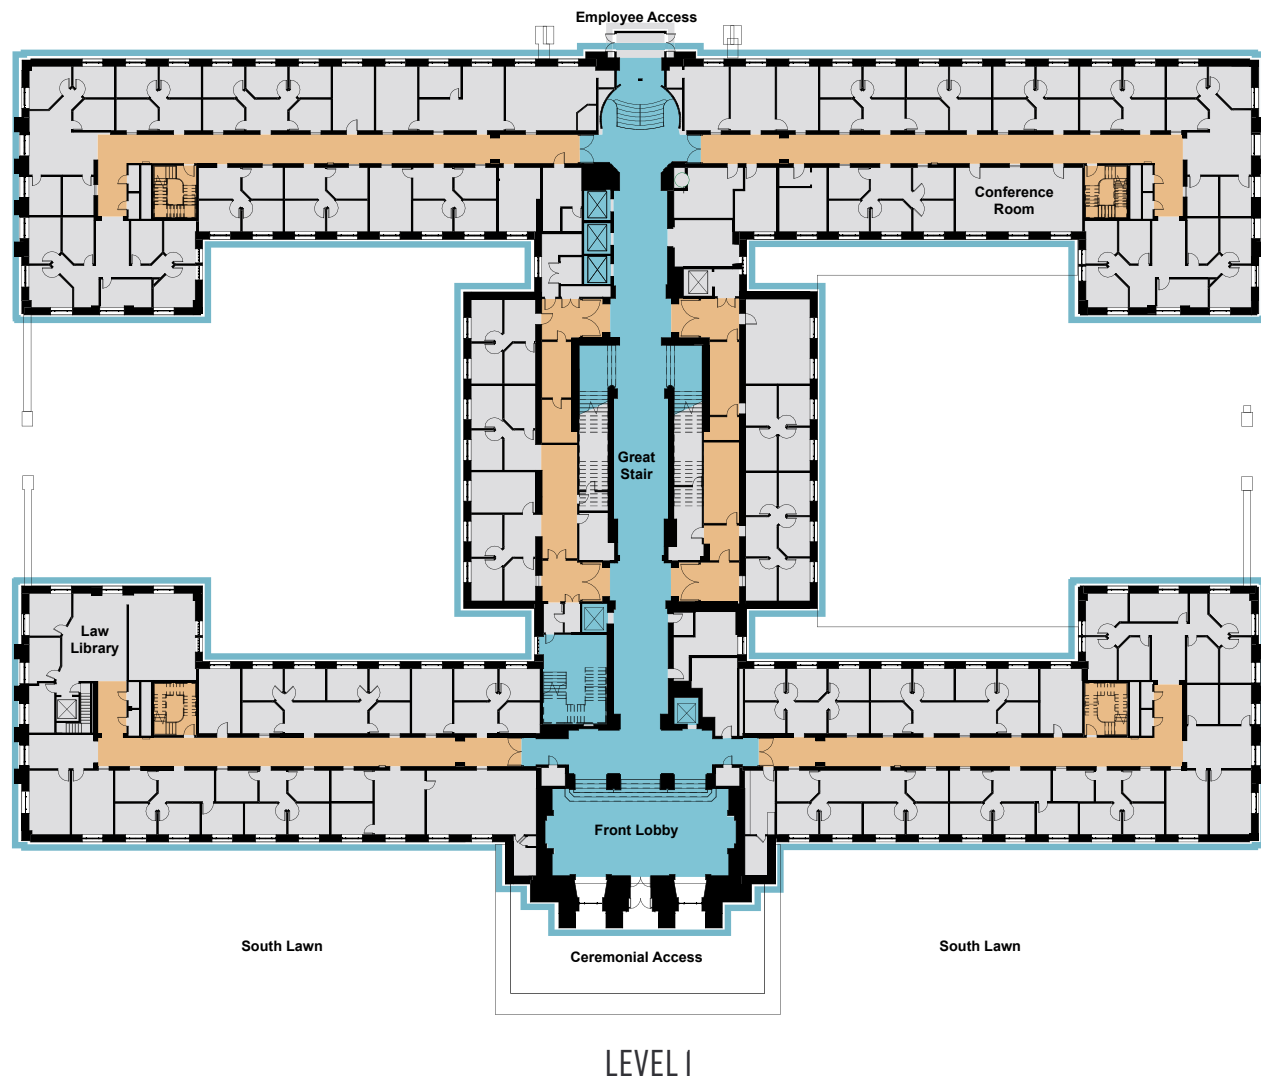 Employee Access
Conference
Room
Great
Stair
Law
Library
Front Lobby
South Lawn
South Lawn
Ceremonial Access
LEVEL 1